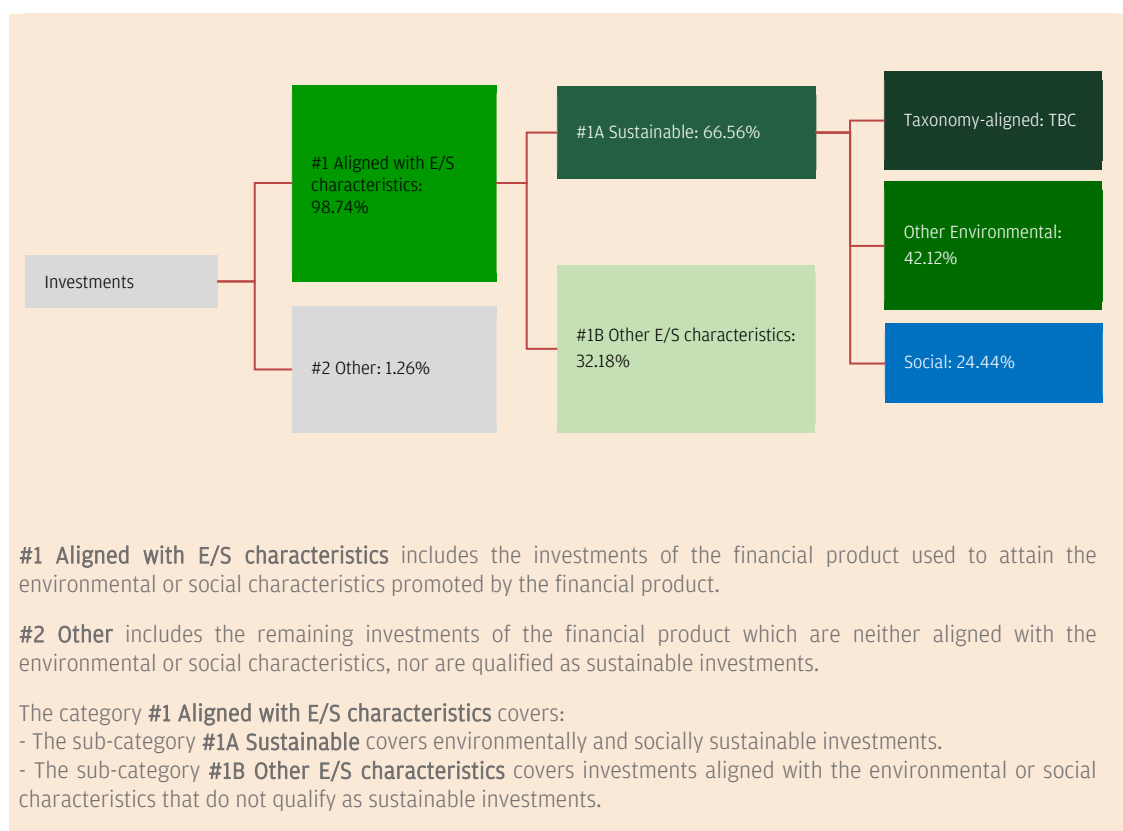 Investments
#1 Aligned with E/S
characteristics:
98.74%
#2 Other: 1.26%
#1A Sustainable: 66.56%
#1B Other E/S characteristics:
32.18%
Taxonomy-aligned: TBC
Other Environmental:
42.12%
Social: 24.44%
#1 Aligned with E/S characteristics includes the investments of the financial product used to attain the
environmental or social characteristics promoted by the financial product.
#2 Other includes the remaining investments of the financial product which are neither aligned with the
environmental or social characteristics, nor are qualified as sustainable investments.
The category #1 Aligned with E/S characteristics covers:
- The sub-category #1A Sustainable covers environmentally and socially sustainable investments.
- The sub-category #1B Other E/S characteristics covers investments aligned with the environmental or social
characteristics that do not qualify as sustainable investments.